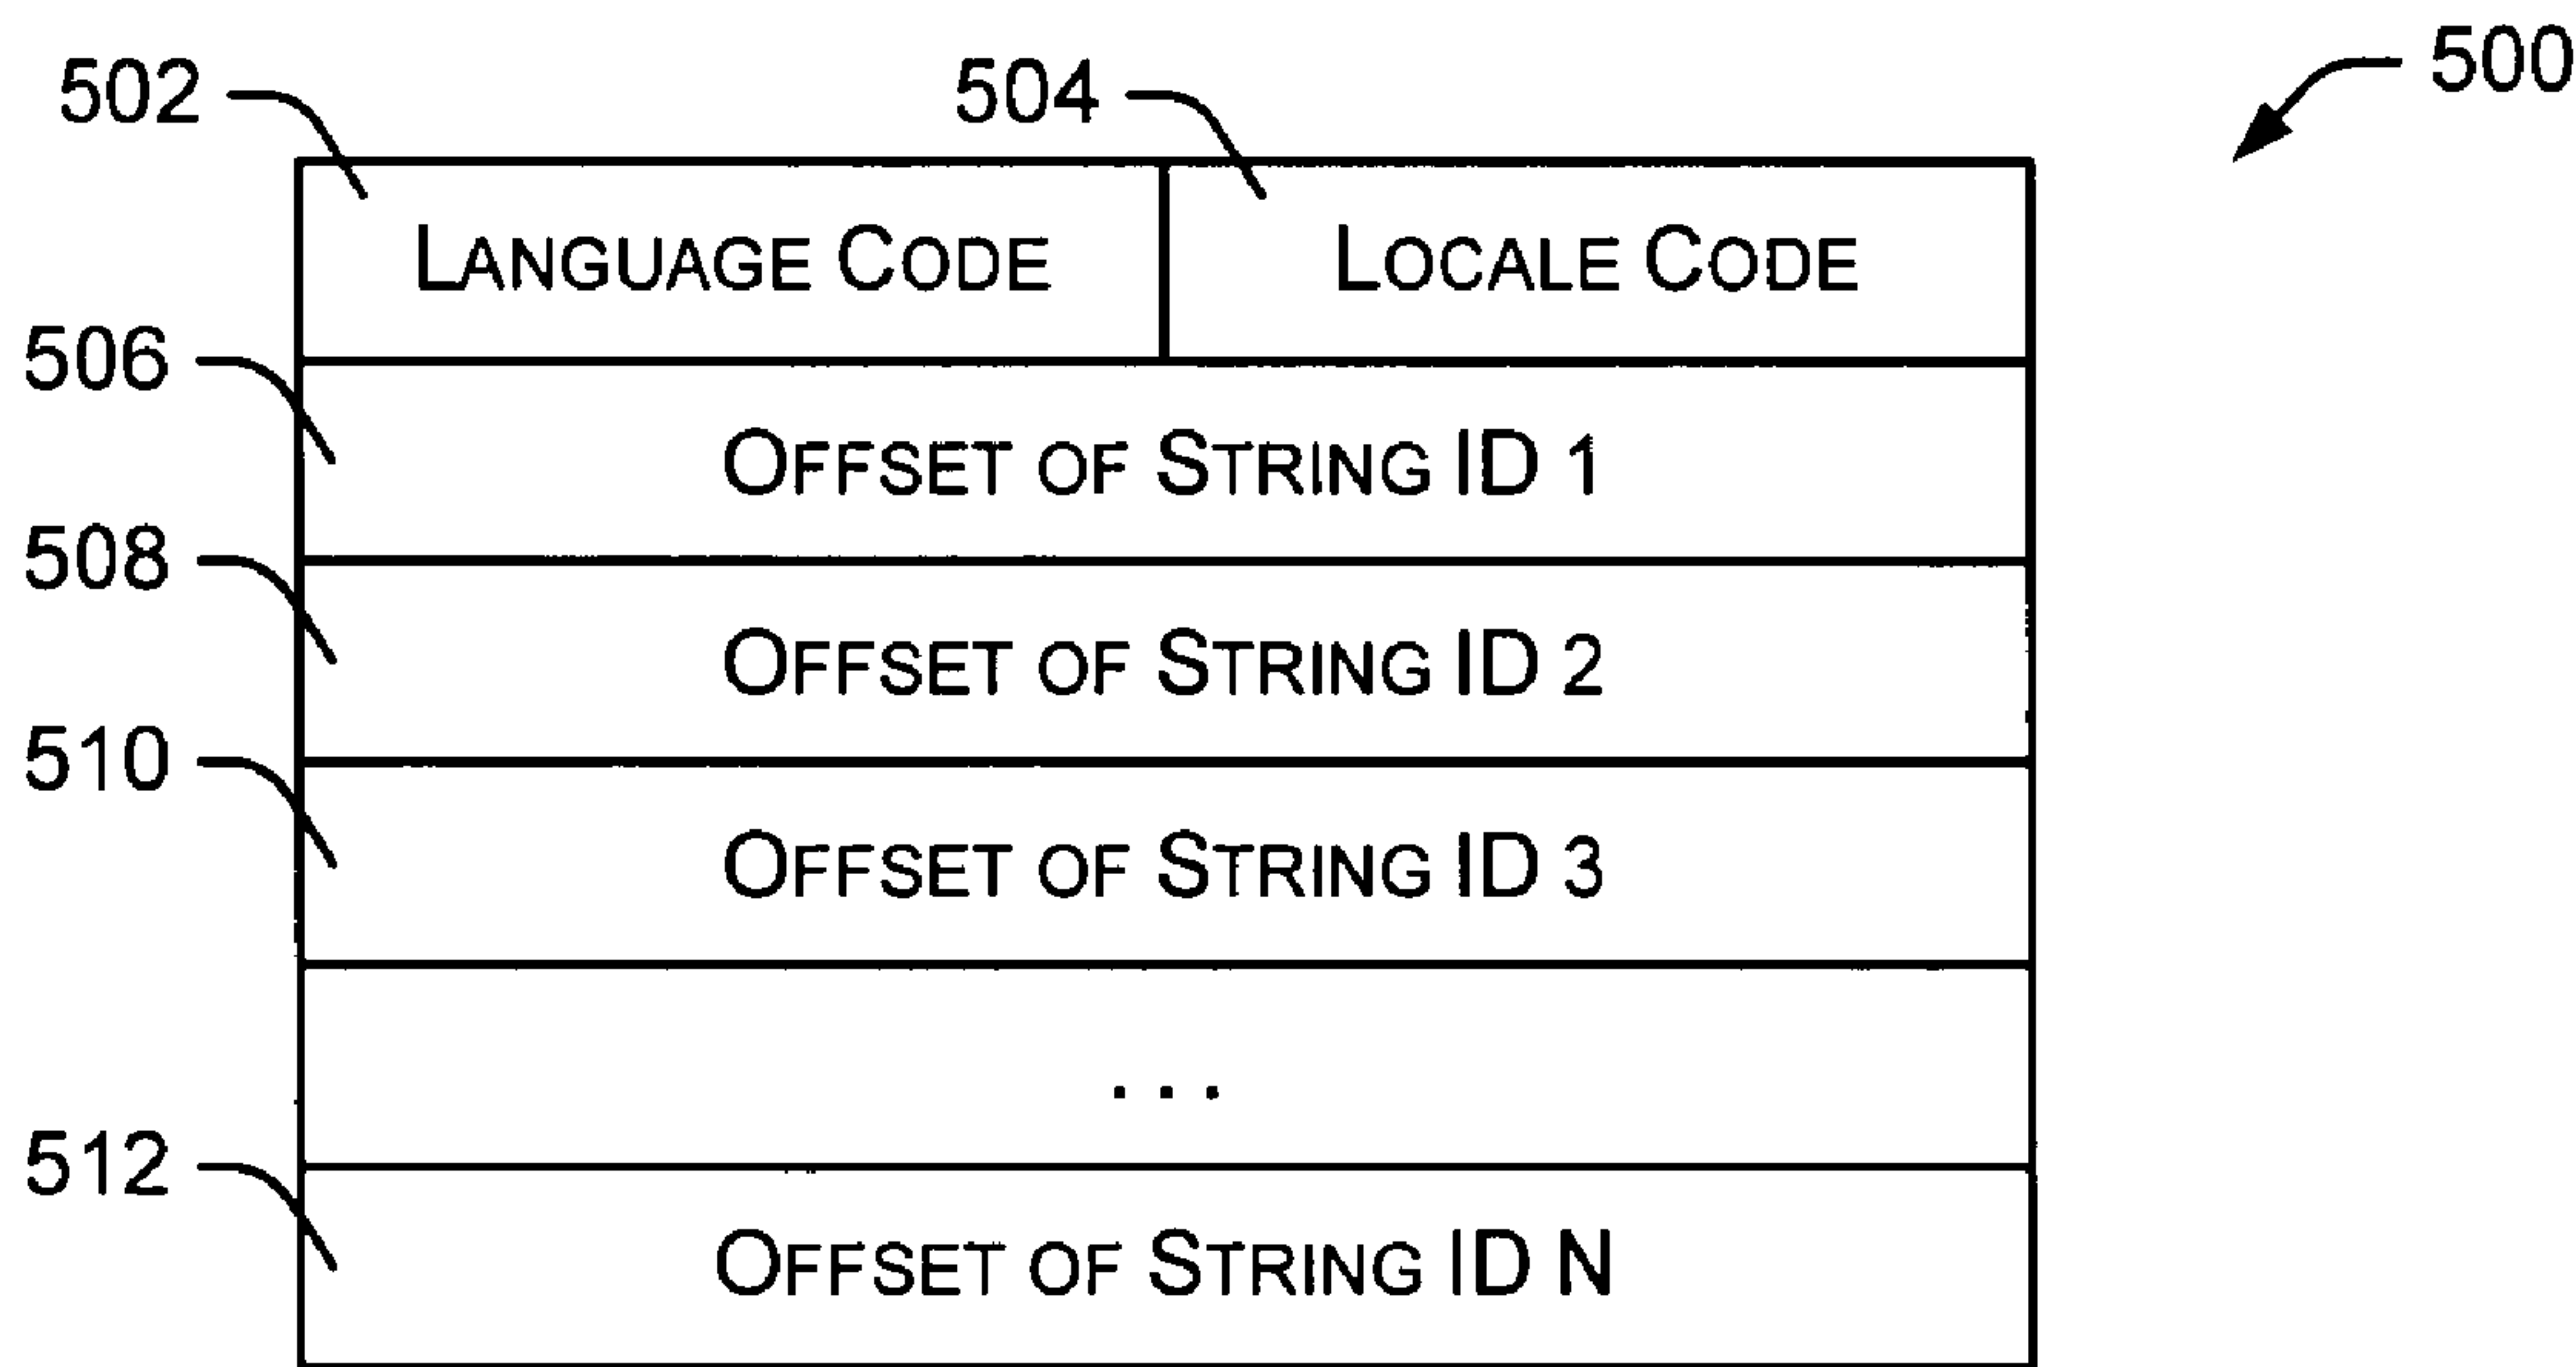 500
502 504
LANGUAGE CODE LOCALE CODE
506
OFFSET OF STRING ID 1
508
OFFSET OF STRING ID 2
510
OFFSET OF STRING ID 3
...
512
OFFSET OF STRING ID N